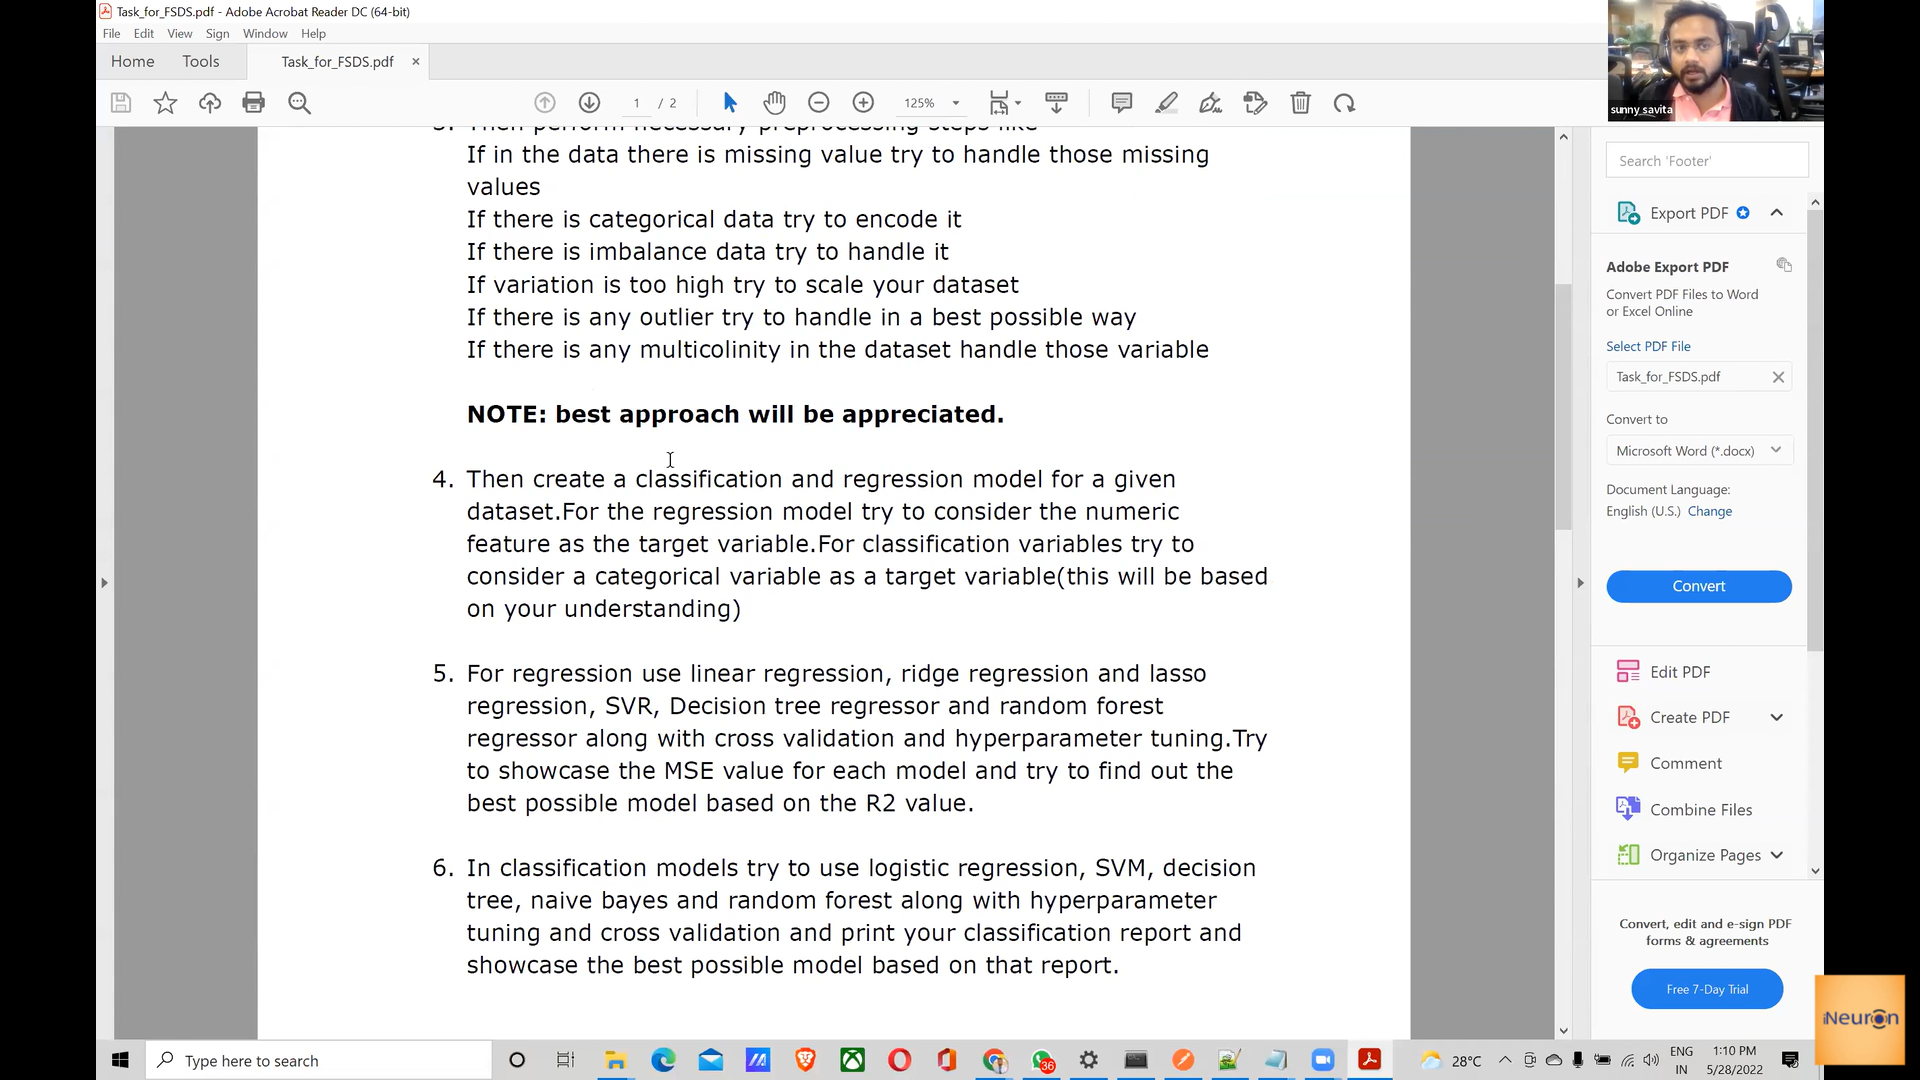 Task_for_FSDS.pdf - Adobe Acrobat Reader DC (64-bit)
File Edit View Sign Window Help
Home Tools Task_for_FSDS.pdf ×
1 / 2 125%
sunny savita
3. Then perform necessary preprocessing steps like
If in the data there is missing value try to handle those missing
values
If there is categorical data try to encode it
If there is imbalance data try to handle it
If variation is too high try to scale your dataset
If there is any outlier try to handle in a best possible way
If there is any multicolinity in the dataset handle those variable
NOTE: best approach will be appreciated.
4. Then create a classification and regression model for a given
dataset.For the regression model try to consider the numeric
feature as the target variable.For classification variables try to
consider a categorical variable as a target variable(this will be based
on your understanding)
5. For regression use linear regression, ridge regression and lasso
regression, SVR, Decision tree regressor and random forest
regressor along with cross validation and hyperparameter tuning.Try
to showcase the MSE value for each model and try to find out the
best possible model based on the R2 value.
6. In classification models try to use logistic regression, SVM, decision
tree, naive bayes and random forest along with hyperparameter
tuning and cross validation and print your classification report and
showcase the best possible model based on that report.
Search 'Footer'
Export PDF
Adobe Export PDF
Convert PDF Files to Word
or Excel Online
Select PDF File
Task_for_FSDS.pdf
Convert to
Microsoft Word (*.docx)
Document Language:
English (U.S.) Change
Convert
Edit PDF
Create PDF
Comment
Combine Files
Organize Pages
Convert, edit and e-sign PDF
forms & agreements
Free 7-Day Trial
iNeuron
Type here to search
36
28°C
ENG
IN
1:10 PM
5/28/2022